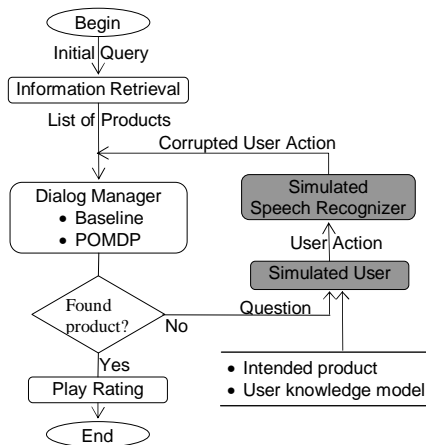 Begin
Initial Query
Information Retrieval
List of Products
Corrupted User Action
Dialog Manager
• Baseline
• POMDP
Simulated
Speech Recognizer
User Action
Simulated User
Found
product?
No
Question
Yes
• Intended product
• User knowledge model
Play Rating
End